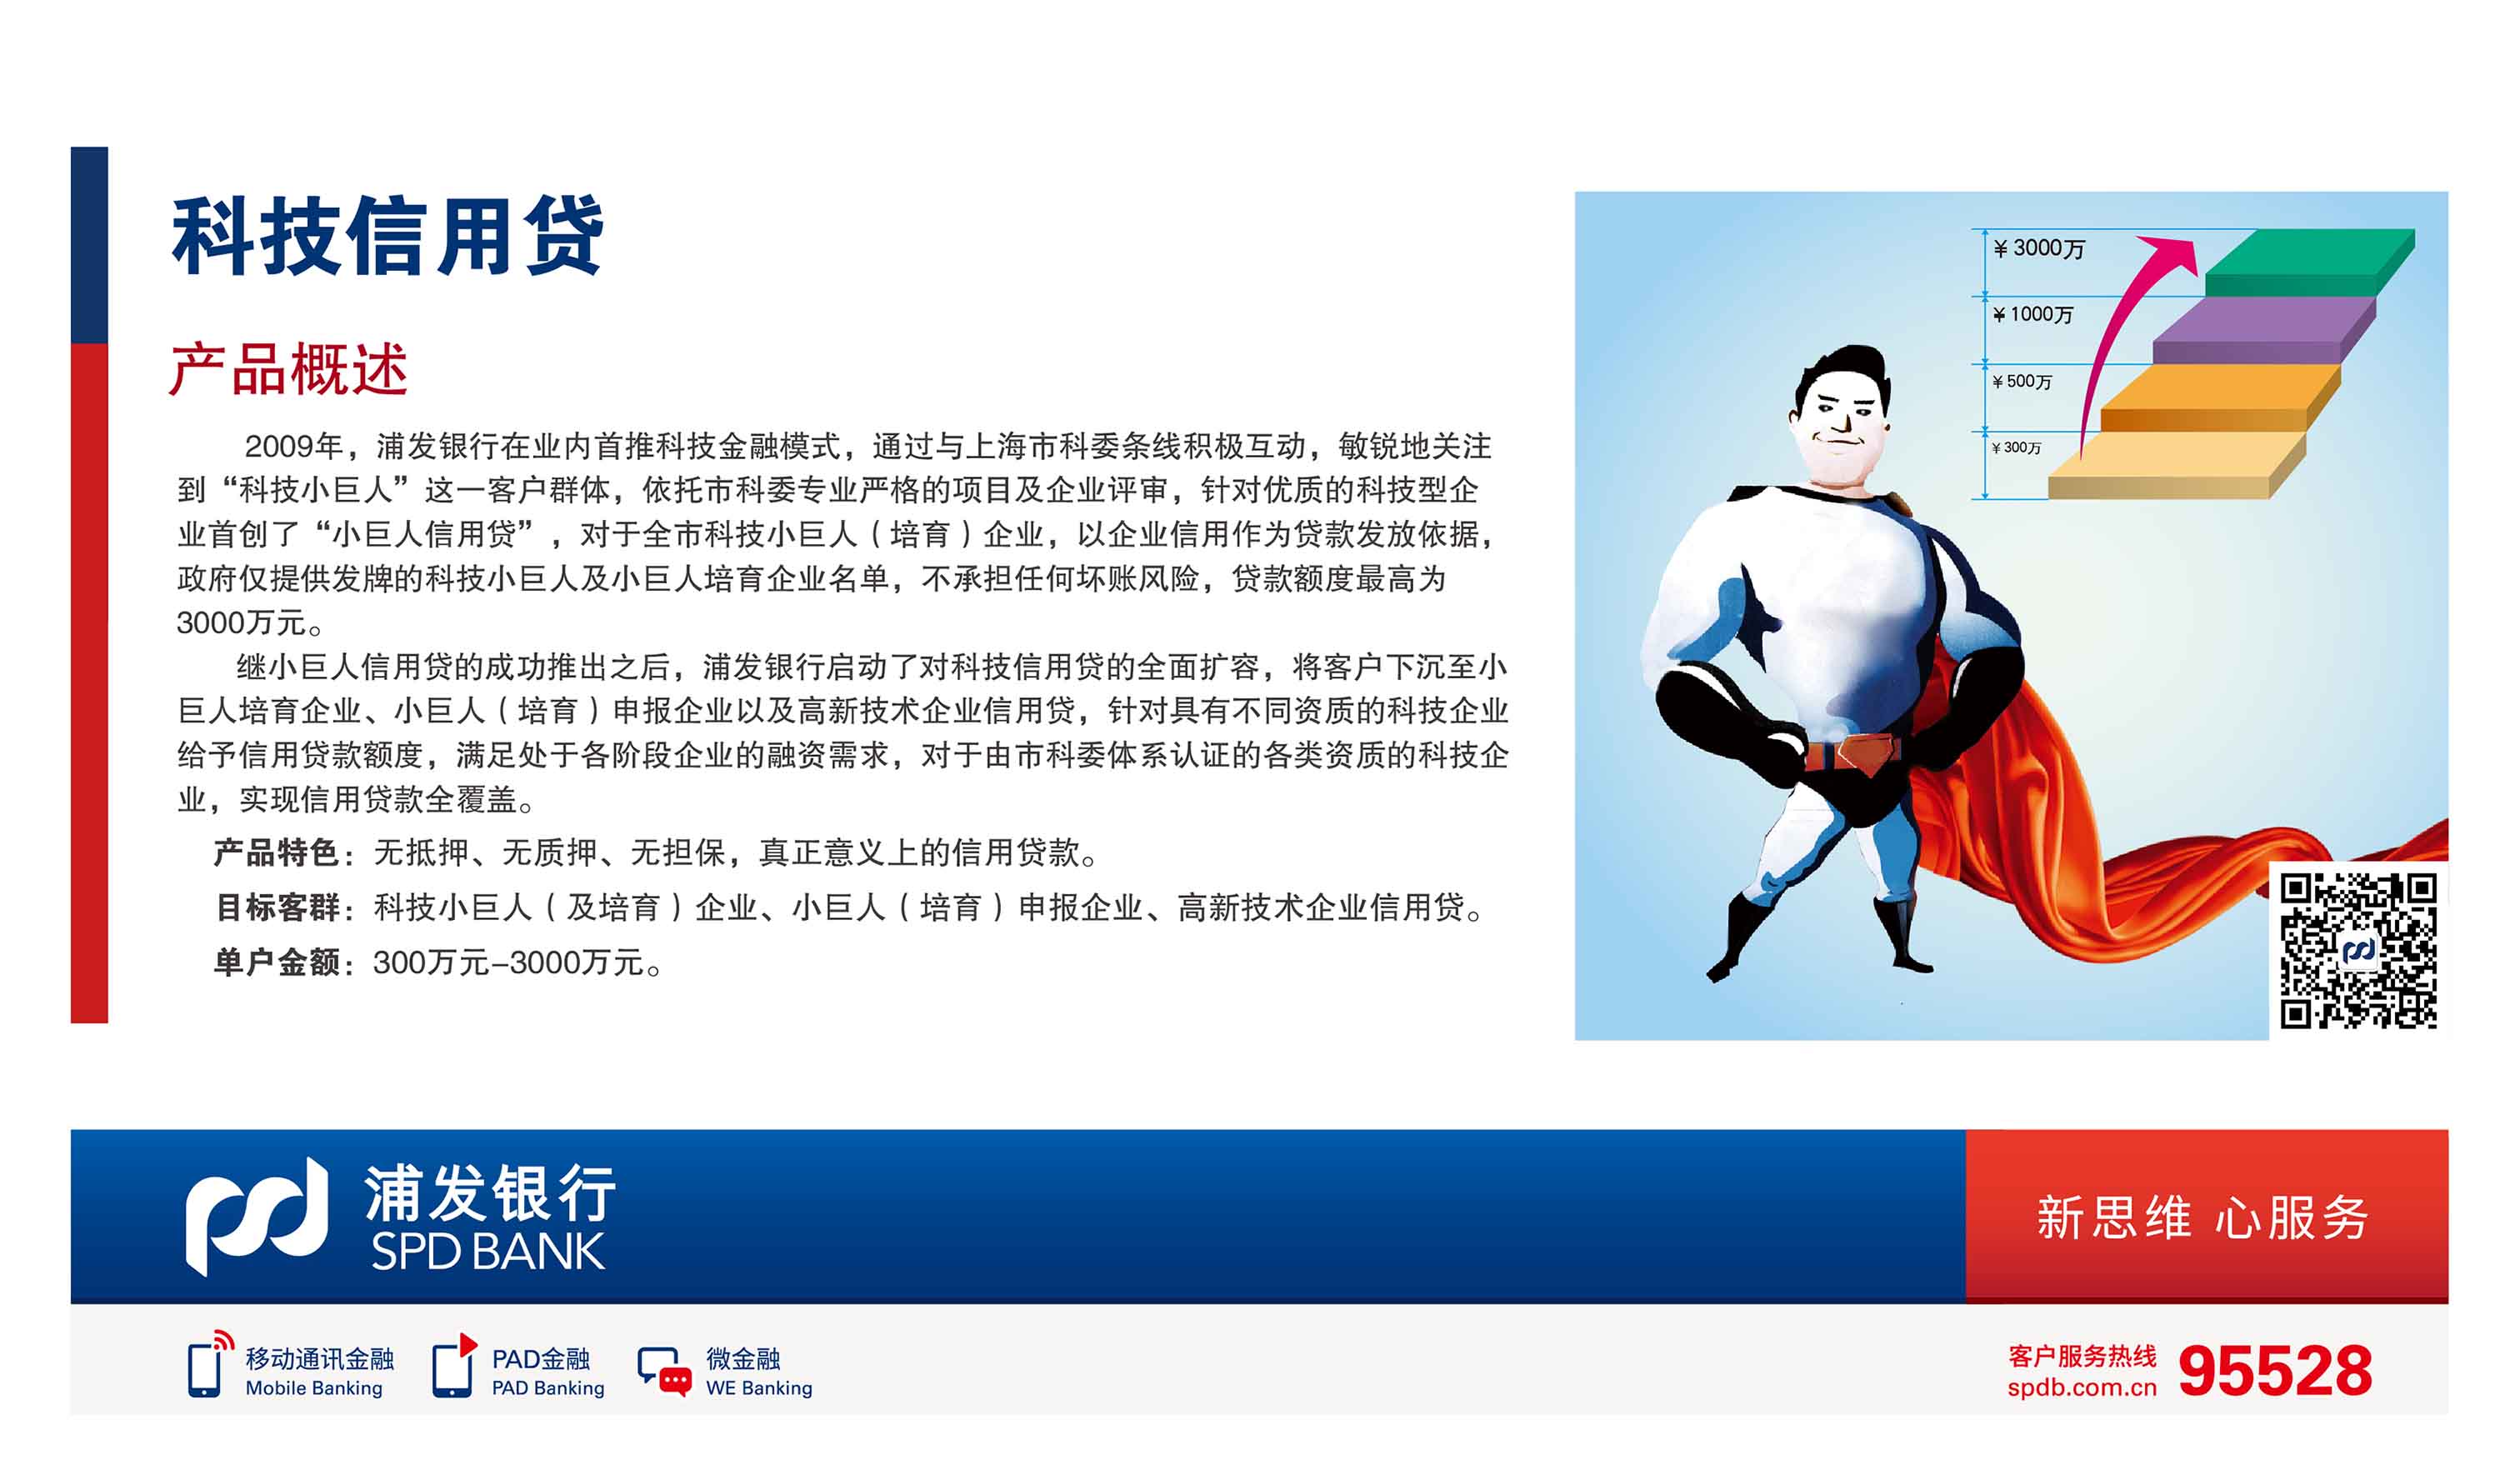 科技信用贷
产品概述
2009年，浦发银行在业内首推科技金融模式，通过与上海市科委条线积极互动，敏锐地关注
到“科技小巨人”这一客户群体，依托市科委专业严格的项目及企业评审，针对优质的科技型企
业首创了“小巨人信用贷”，对于全市科技小巨人（培育）企业，以企业信用作为贷款发放依据，
政府仅提供发牌的科技小巨人及小巨人培育企业名单，不承担任何坏账风险，贷款额度最高为
3000万元。
继小巨人信用贷的成功推出之后，浦发银行启动了对科技信用贷的全面扩容，将客户下沉至小
巨人培育企业、小巨人（培育）申报企业以及高新技术企业信用贷，针对具有不同资质的科技企业
给予信用贷款额度，满足处于各阶段企业的融资需求，对于由市科委体系认证的各类资质的科技企
业，实现信用贷款全覆盖。
产品特色：无抵押、无质押、无担保，真正意义上的信用贷款。
目标客群：科技小巨人（及培育）企业、小巨人（培育）申报企业、高新技术企业信用贷。
单户金额：300万元-3000万元。
￥3000万
￥1000万
￥500万
￥300万
浦发银行
SPD BANK
新思维 心服务
移动通讯金融
Mobile Banking
PAD金融
PAD Banking
微金融
WE Banking
客户服务热线
spdb.com.cn
95528